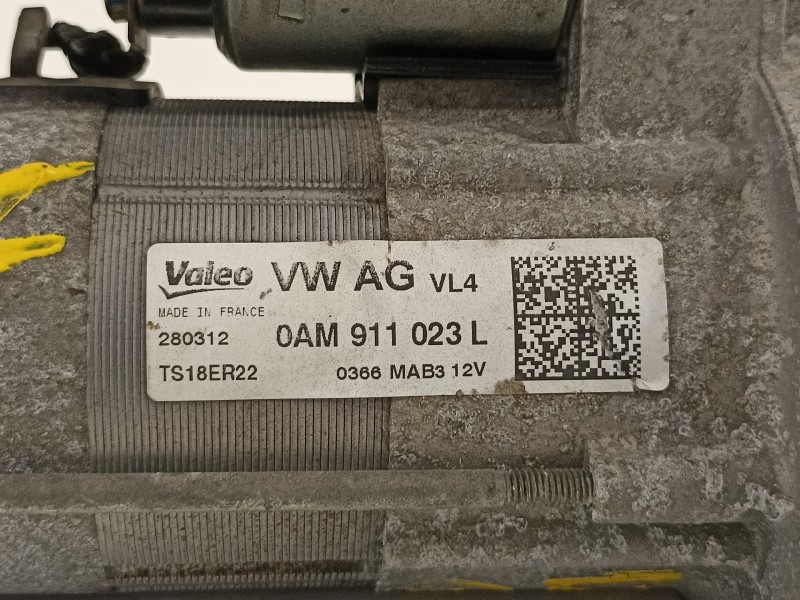 Valeo VW AG VL4
MADE IN FRANCE
280312 0AM 911 023 L
TS18ER22 0366 MAB3 12V